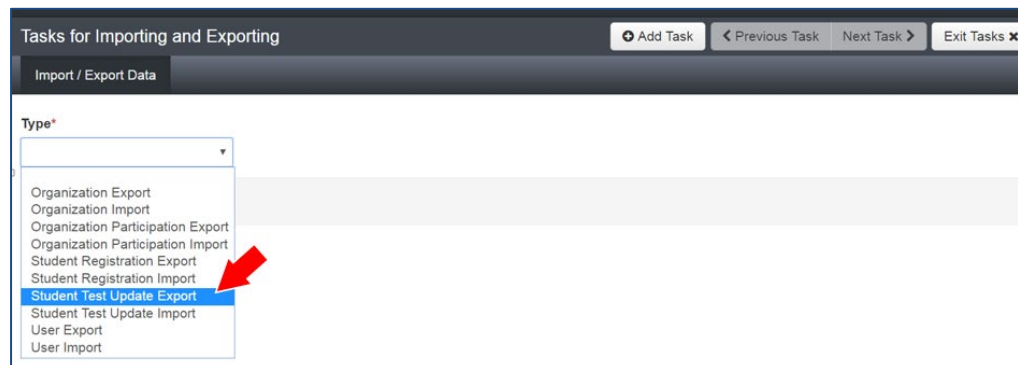 Tasks for Importing and Exporting
Add Task
Previous Task
Next Task
Exit Tasks
Import / Export Data
Type*
Organization Export
Organization Import
Organization Participation Export
Organization Participation Import
Student Registration Export
Student Registration Import
Student Test Update Export
Student Test Update Import
User Export
User Import